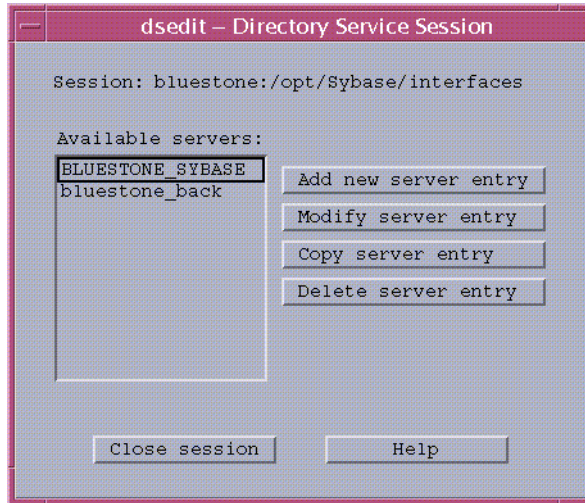 dsedit – Directory Service Session
Session: bluestone:/opt/Sybase/interfaces
Available servers:
BLUESTONE_SYBASE
bluestone_back
Add new server entry
Modify server entry
Copy server entry
Delete server entry
Close session
Help